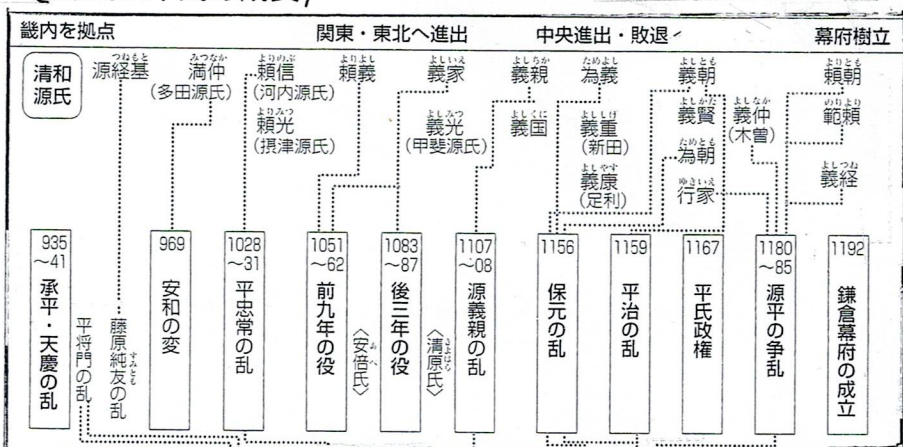 畿内を拠点 関東・東北へ進出 中央進出・敗退 幕府樹立
清和
源氏
源経基
つねもと
満仲
みつなか
(多田源氏)
頼信
よりのぶ
(河内源氏)
頼光
よりみつ
(摂津源氏)
頼義
よりよし
義家
よしいえ
義光
よしみつ
(甲斐源氏)
義親
よしちか
義国
よしくに
為義
ためよし
義重
よししげ
(新田)
義康
よしやす
(足利)
義朝
よしとも
義賢
よしかた
為朝
ためとも
行家
ゆきいえ
義仲
よしなか
(木曽)
頼朝
よりとも
範頼
のりより
義経
よしつね
935
〜41
承平・天慶の乱
平将門の乱
藤原純友の乱
すみとも
969
安和の変
1028
〜31
平忠常の乱
1051
〜62
前九年の役
〈安倍氏〉
あべ
1083
〜87
後三年の役
〈清原氏〉
きよはら
1107
〜08
源義親の乱
1156
保元の乱
1159
平治の乱
1167
平氏政権
1180
〜85
源平の争乱
1192
鎌倉幕府の成立